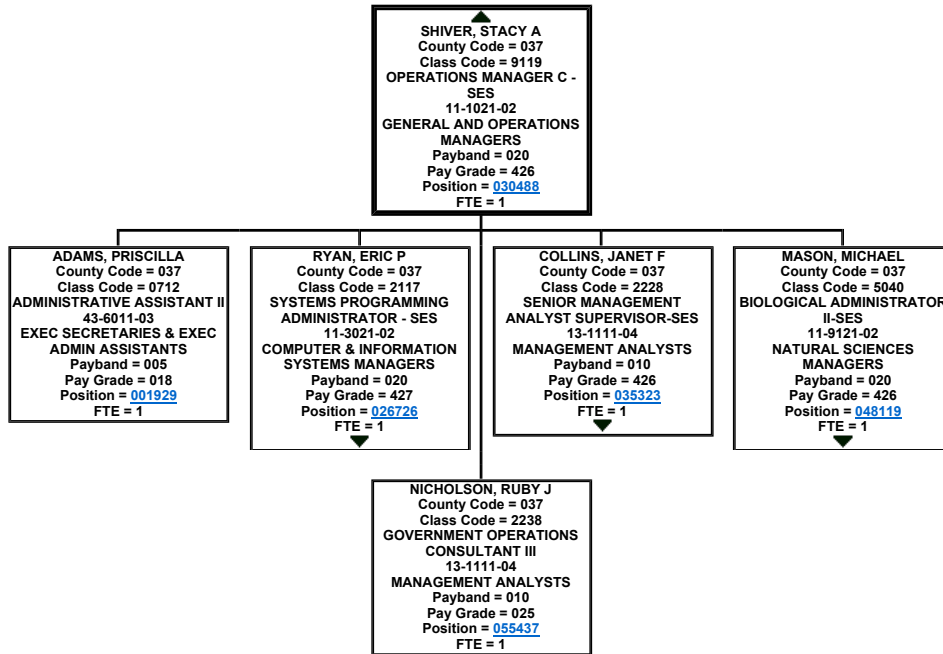 SHIVER, STACY A
County Code = 037
Class Code = 9119
OPERATIONS MANAGER C -
SES
11-1021-02
GENERAL AND OPERATIONS
MANAGERS
Payband = 020
Pay Grade = 426
Position = 030488
FTE = 1
ADAMS, PRISCILLA
County Code = 037
Class Code = 0712
ADMINISTRATIVE ASSISTANT II
43-6011-03
EXEC SECRETARIES & EXEC
ADMIN ASSISTANTS
Payband = 005
Pay Grade = 018
Position = 001929
FTE = 1
RYAN, ERIC P
County Code = 037
Class Code = 2117
SYSTEMS PROGRAMMING
ADMINISTRATOR - SES
11-3021-02
COMPUTER & INFORMATION
SYSTEMS MANAGERS
Payband = 020
Pay Grade = 427
Position = 026726
FTE = 1
COLLINS, JANET F
County Code = 037
Class Code = 2228
SENIOR MANAGEMENT
ANALYST SUPERVISOR-SES
13-1111-04
MANAGEMENT ANALYSTS
Payband = 010
Pay Grade = 426
Position = 035323
FTE = 1
MASON, MICHAEL
County Code = 037
Class Code = 5040
BIOLOGICAL ADMINISTRATOR
II-SES
11-9121-02
NATURAL SCIENCES
MANAGERS
Payband = 020
Pay Grade = 426
Position = 048119
FTE = 1
NICHOLSON, RUBY J
County Code = 037
Class Code = 2238
GOVERNMENT OPERATIONS
CONSULTANT III
13-1111-04
MANAGEMENT ANALYSTS
Payband = 010
Pay Grade = 025
Position = 055437
FTE = 1